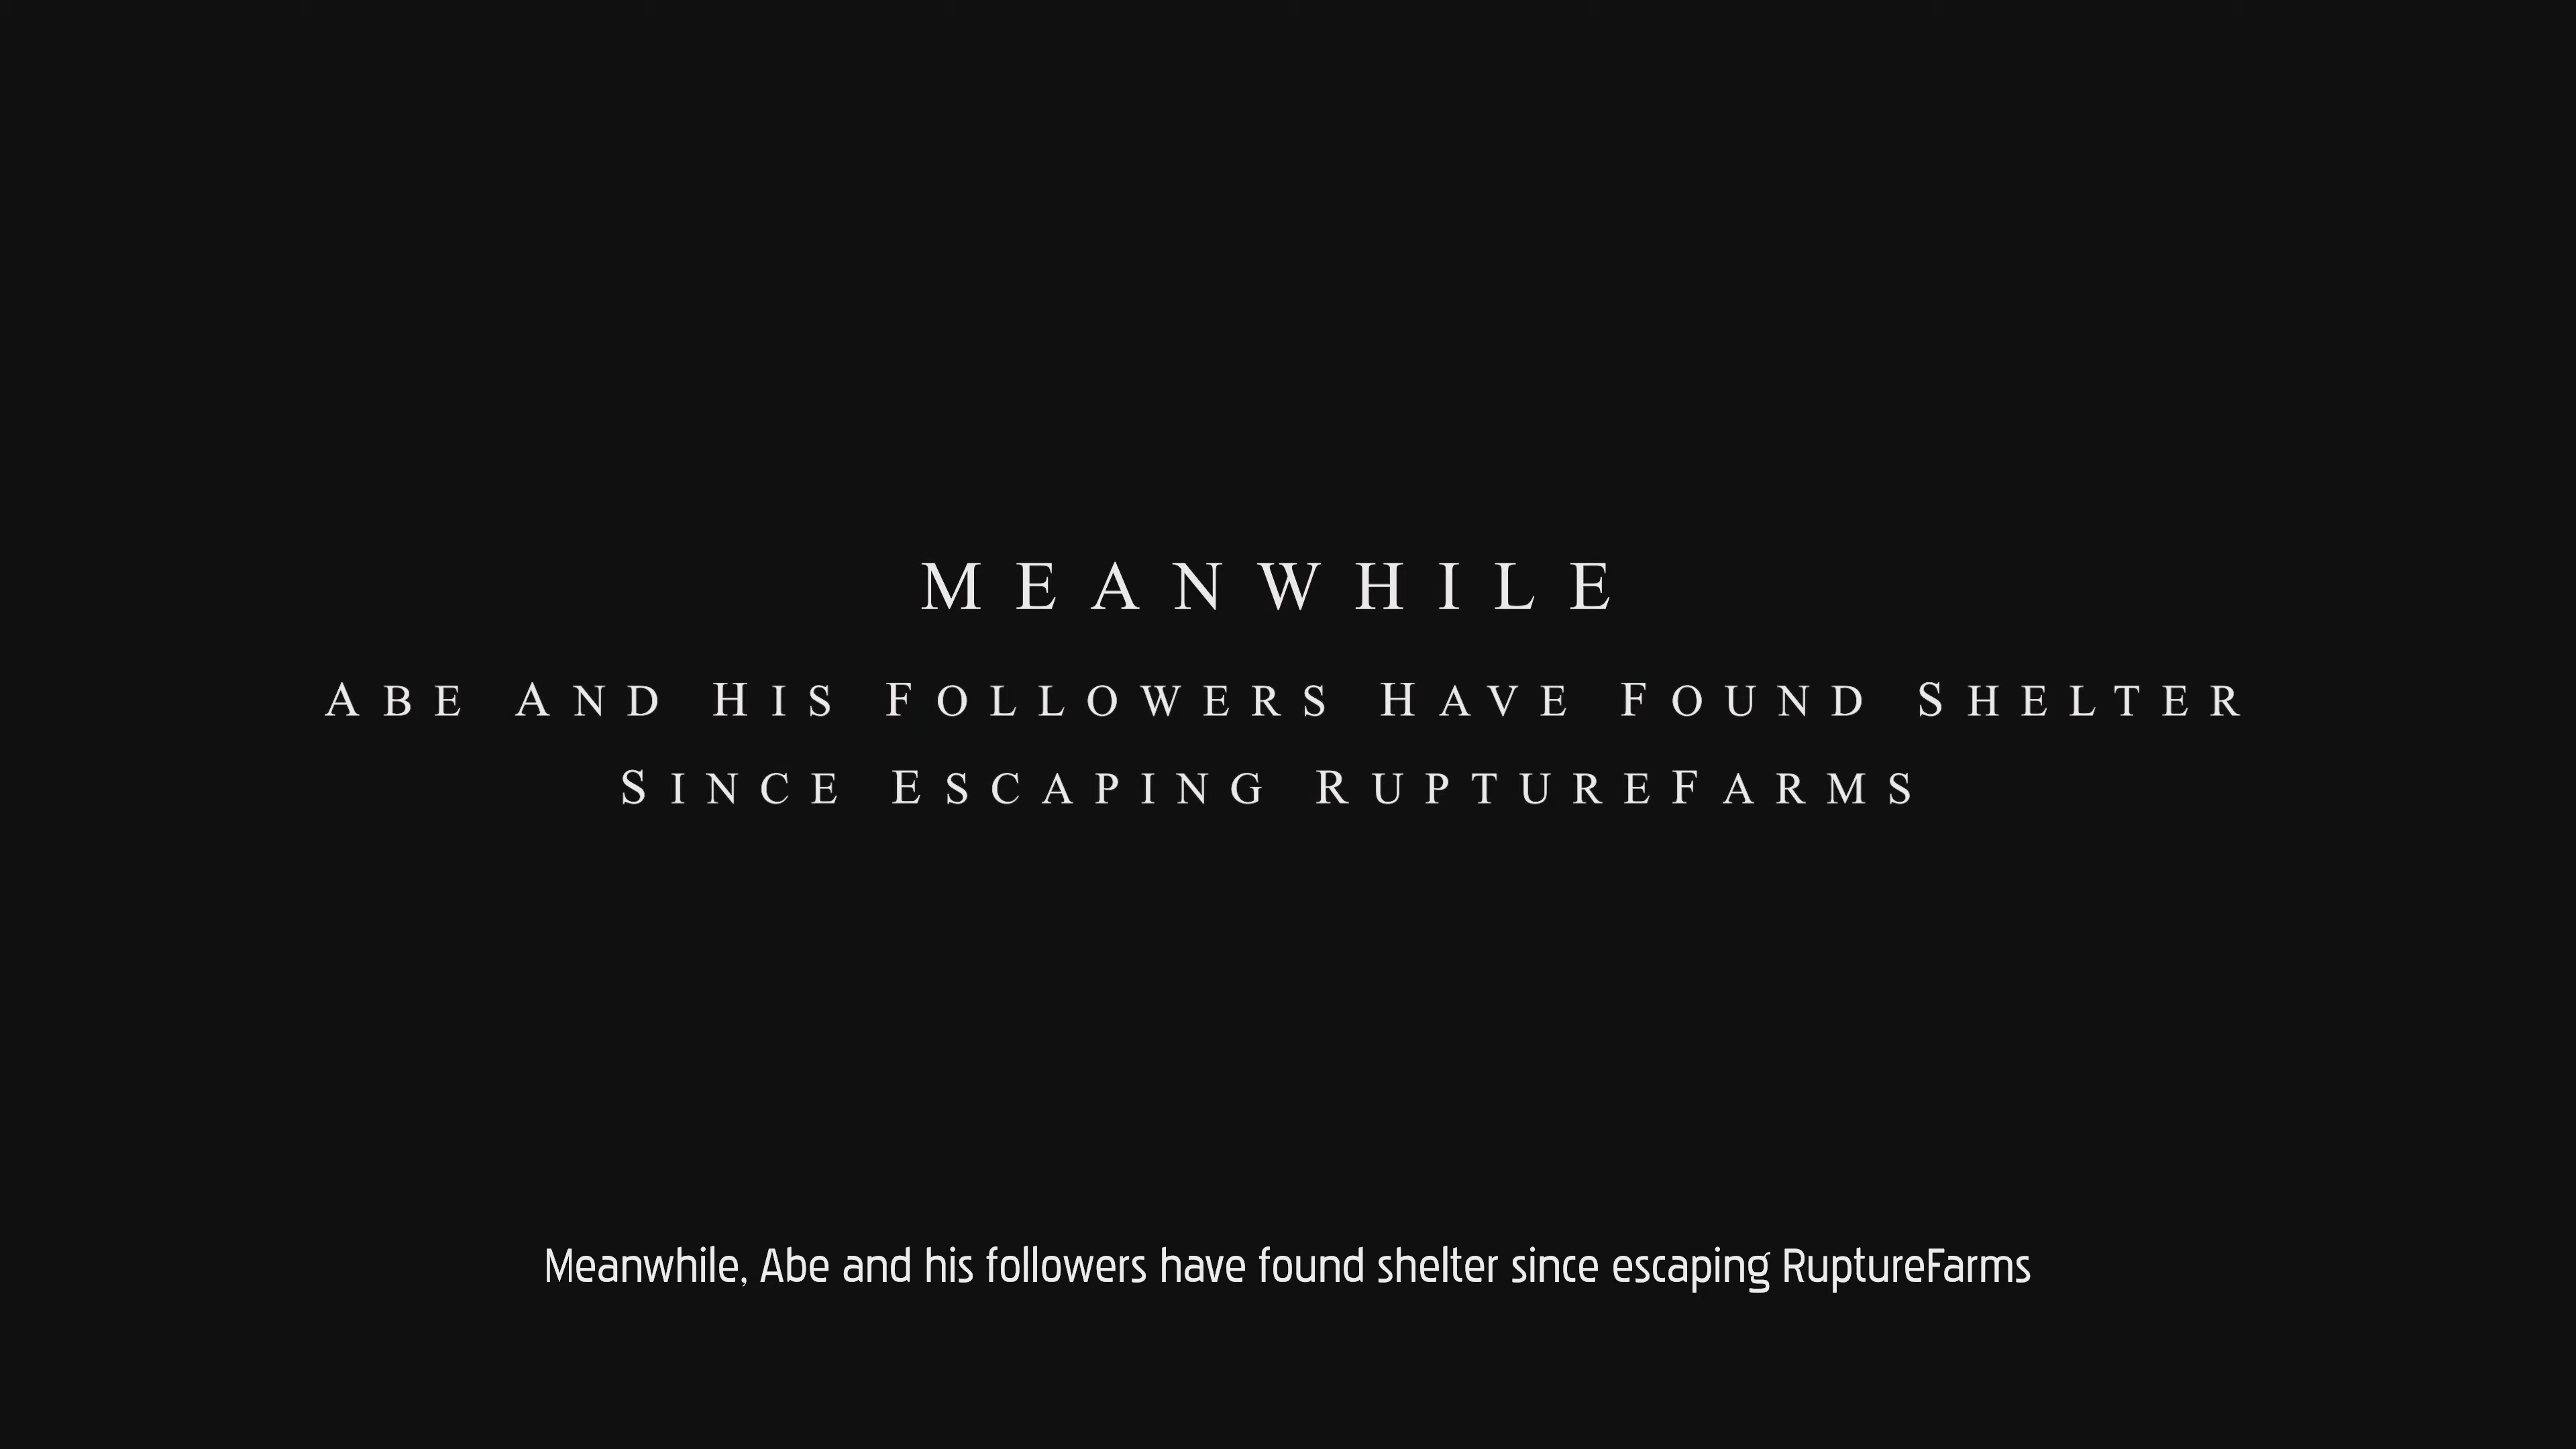 MEANWHILE
ABE AND HIS FOLLOWERS HAVE FOUND SHELTER
SINCE ESCAPING RUPTUREFARMS
Meanwhile, Abe and his followers have found shelter since escaping RuptureFarms